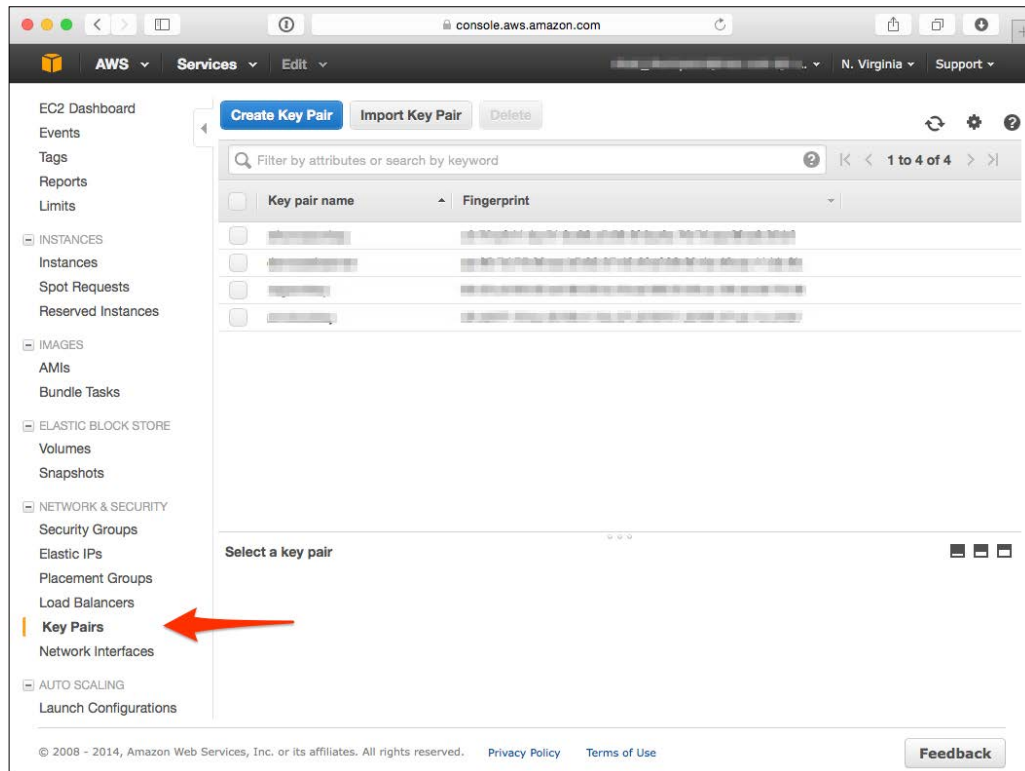 console.aws.amazon.com
AWS Services Edit N. Virginia Support
EC2 Dashboard
Events
Tags
Reports
Limits
INSTANCES
Instances
Spot Requests
Reserved Instances
IMAGES
AMIs
Bundle Tasks
ELASTIC BLOCK STORE
Volumes
Snapshots
NETWORK & SECURITY
Security Groups
Elastic IPs
Placement Groups
Load Balancers
Key Pairs
Network Interfaces
AUTO SCALING
Launch Configurations
Create Key Pair Import Key Pair Delete
Filter by attributes or search by keyword 1 to 4 of 4
Key pair name Fingerprint
Select a key pair
© 2008 - 2014, Amazon Web Services, Inc. or its affiliates. All rights reserved. Privacy Policy Terms of Use Feedback